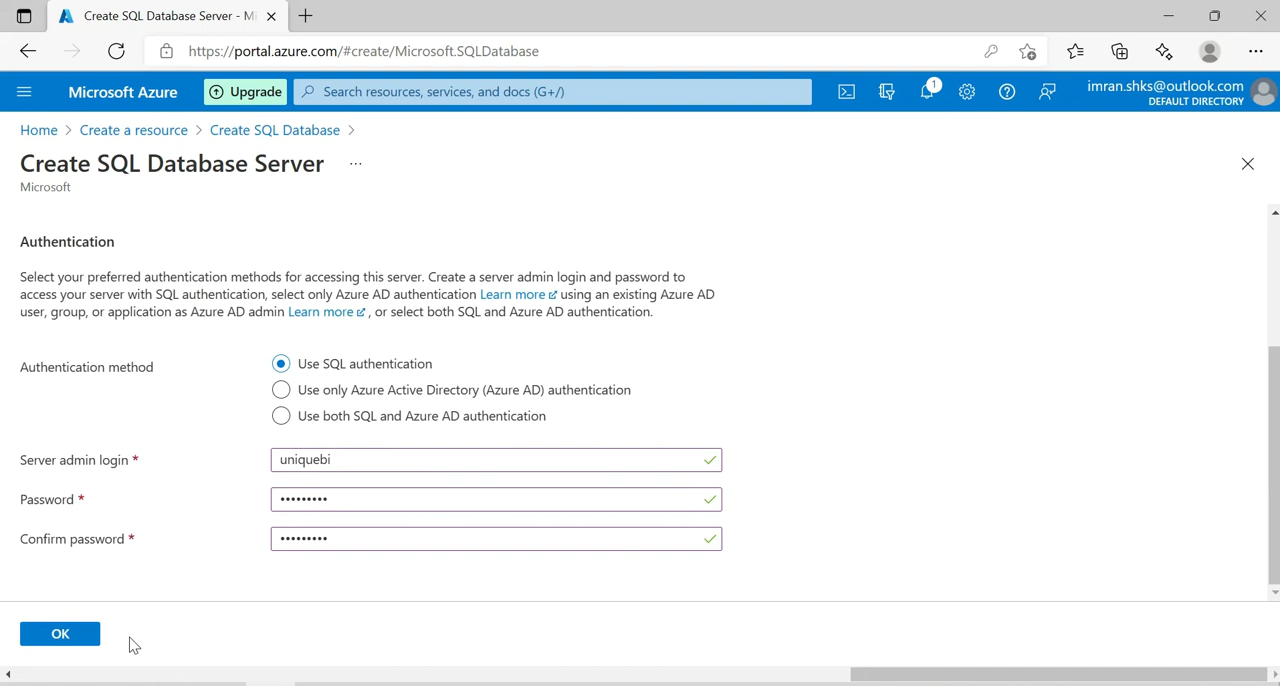 Create SQL Database Server - Mi
https://portal.azure.com/#create/Microsoft.SQLDatabase
Microsoft Azure
Upgrade
Search resources, services, and docs (G+/)
1
imran.shks@outlook.com
DEFAULT DIRECTORY
Home > Create a resource > Create SQL Database >
Create SQL Database Server ...
Microsoft
Authentication
Select your preferred authentication methods for accessing this server. Create a server admin login and password to
access your server with SQL authentication, select only Azure AD authentication Learn more using an existing Azure AD
user, group, or application as Azure AD admin Learn more , or select both SQL and Azure AD authentication.
Authentication method
Use SQL authentication
Use only Azure Active Directory (Azure AD) authentication
Use both SQL and Azure AD authentication
Server admin login *
uniquebi
Password *
•••••••••
Confirm password *
•••••••••
OK